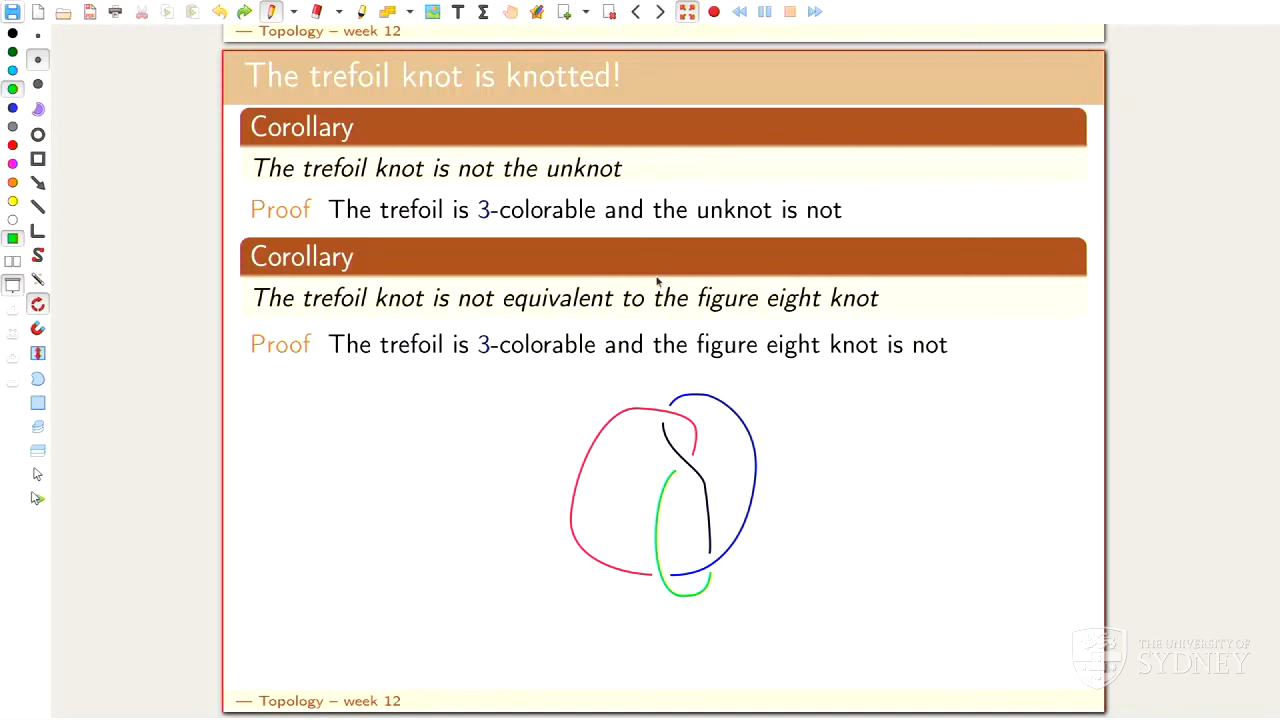 — Topology – week 12
The trefoil knot is knotted!
Corollary
The trefoil knot is not the unknot
Proof The trefoil is 3-colorable and the unknot is not
Corollary
The trefoil knot is not equivalent to the figure eight knot
Proof The trefoil is 3-colorable and the figure eight knot is not
THE UNIVERSITY OF
SYDNEY
— Topology – week 12